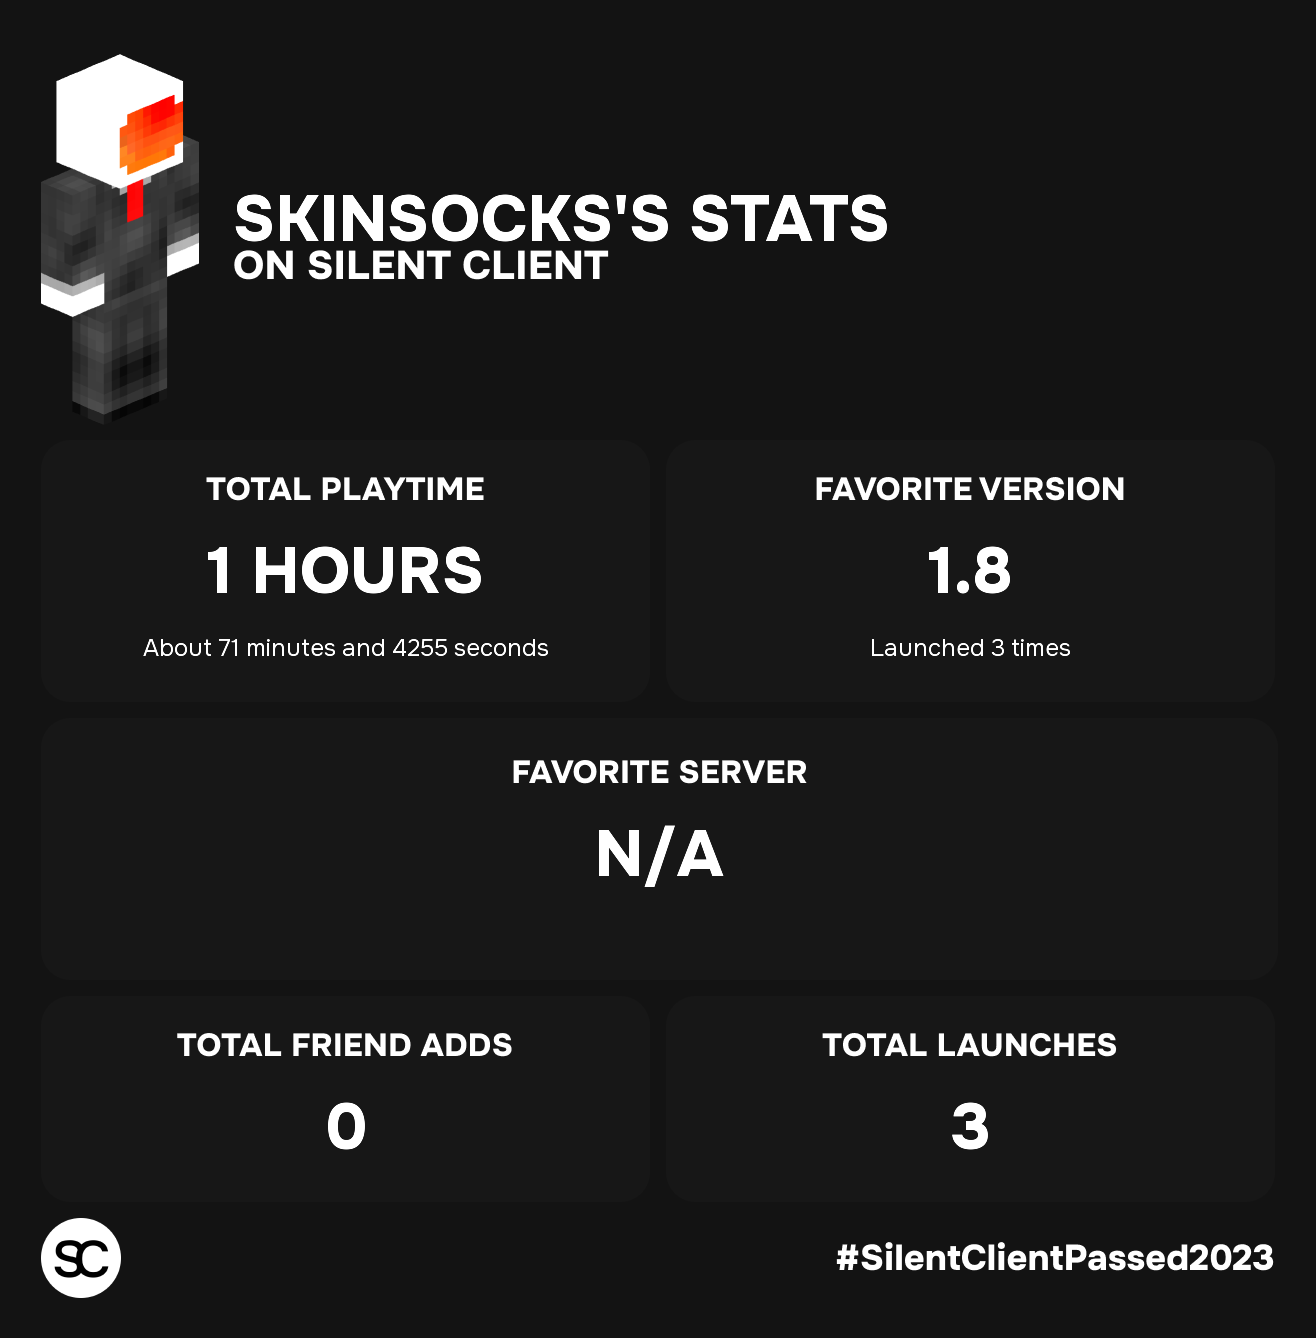 SKINSOCKS'S STATS
ON SILENT CLIENT
TOTAL PLAYTIME
1 HOURS
About 71 minutes and 4255 seconds
FAVORITE VERSION
1.8
Launched 3 times
FAVORITE SERVER
N/A
TOTAL FRIEND ADDS
0
TOTAL LAUNCHES
3
SC
#SilentClientPassed2023